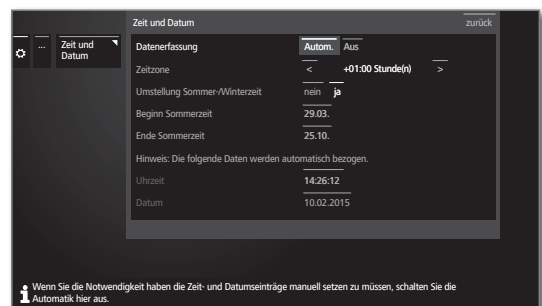 Zeit und Datum zurück
... Zeit und Datum
Datenerfassung Autom. Aus
Zeitzone < +01:00 Stunde(n) >
Umstellung Sommer-/Winterzeit nein ja
Beginn Sommerzeit 29.03.
Ende Sommerzeit 25.10.
Hinweis: Die folgende Daten werden automatisch bezogen.
Uhrzeit 14:26:12
Datum 10.02.2015
Wenn Sie die Notwendigkeit haben die Zeit- und Datumseinträge manuell setzen zu müssen, schalten Sie die
Automatik hier aus.